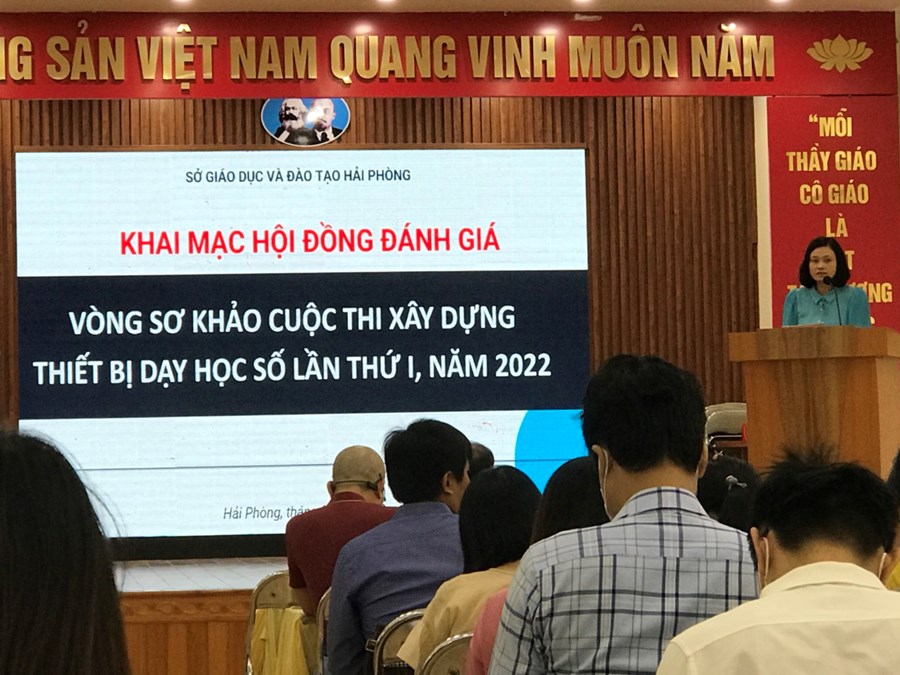 NG SẢN VIỆT NAM QUANG VINH MUÔN NĂM
SỞ GIÁO DỤC VÀ ĐÀO TẠO HẢI PHÒNG
KHAI MẠC HỘI ĐỒNG ĐÁNH GIÁ
VÒNG SƠ KHẢO CUỘC THI XÂY DỰNG
THIẾT BỊ DẠY HỌC SỐ LẦN THỨ I, NĂM 2022
Hải Phòng, thá
“MỖI
THẦY GIÁO
CÔ GIÁO
LÀ